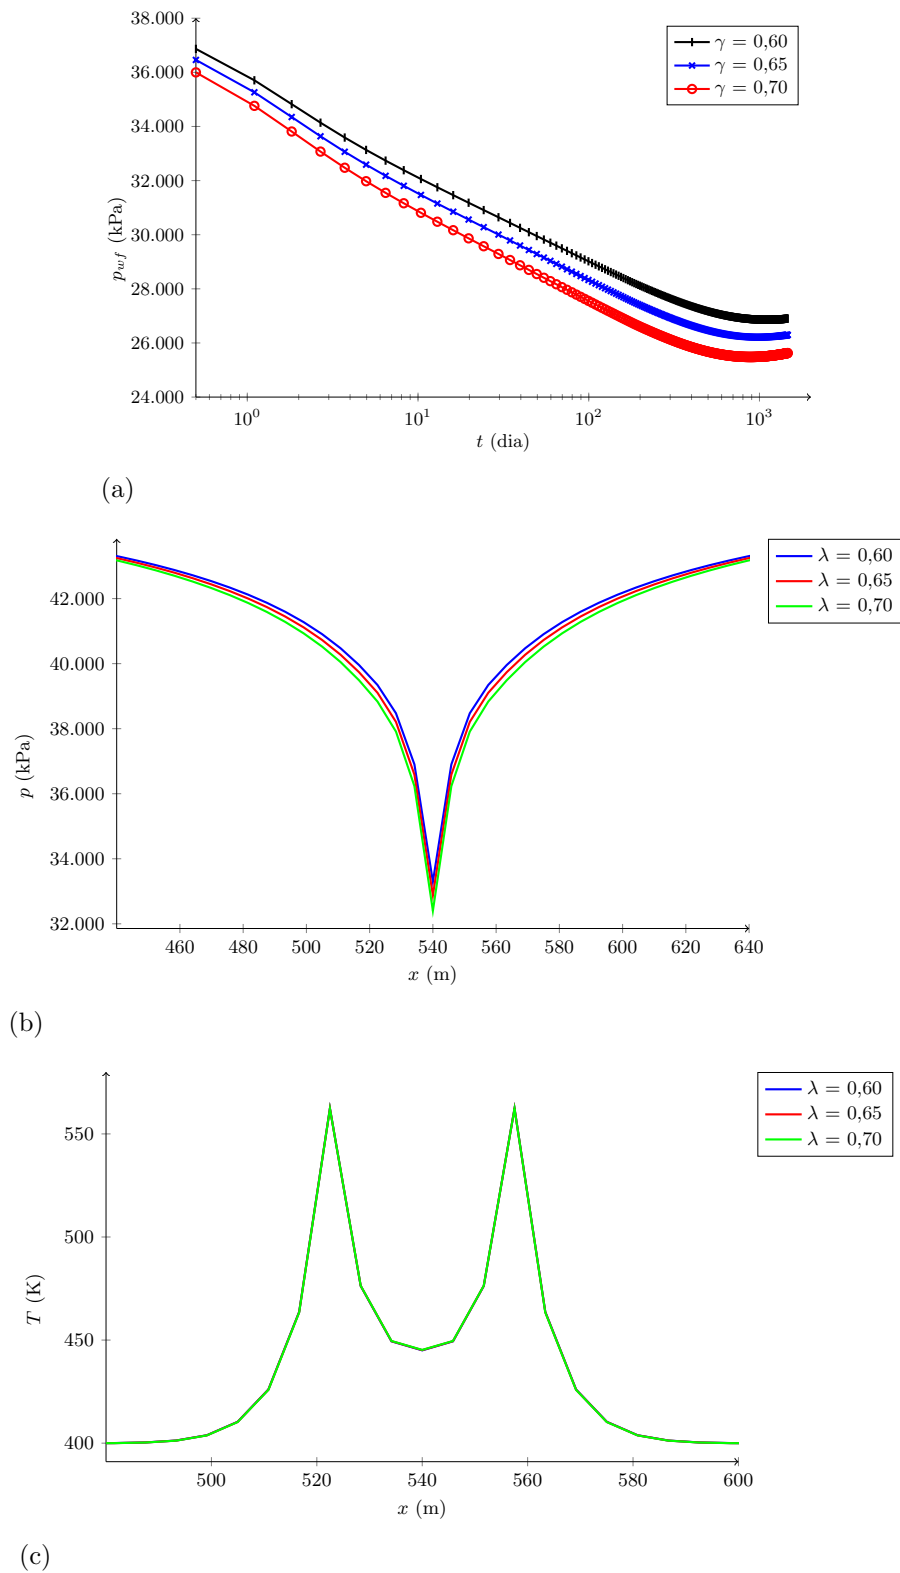 38.000
36.000
34.000
32.000
30.000
28.000
26.000
24.000
p_wf (kPa)
10^0 10^1 10^2 10^3
t (dia)
γ = 0,60
γ = 0,65
γ = 0,70
(a)
42.000
40.000
38.000
36.000
34.000
32.000
p (kPa)
460 480 500 520 540 560 580 600 620 640
x (m)
λ = 0,60
λ = 0,65
λ = 0,70
(b)
550
500
450
400
T (K)
500 520 540 560 580 600
x (m)
λ = 0,60
λ = 0,65
λ = 0,70
(c)